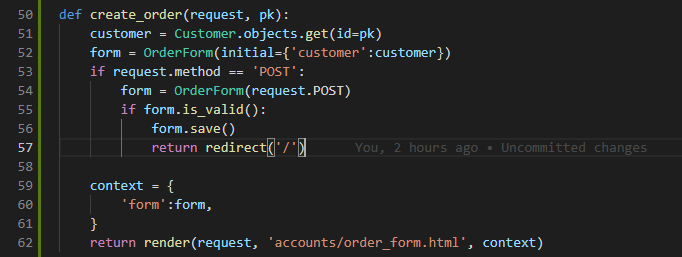 50 def create_order(request, pk):
51     customer = Customer.objects.get(id=pk)
52     form = OrderForm(initial={'customer':customer})
53     if request.method == 'POST':
54         form = OrderForm(request.POST)
55         if form.is_valid():
56             form.save()
57             return redirect('/')     You, 2 hours ago • Uncommitted changes
58
59     context = {
60         'form':form,
61     }
62     return render(request, 'accounts/order_form.html', context)